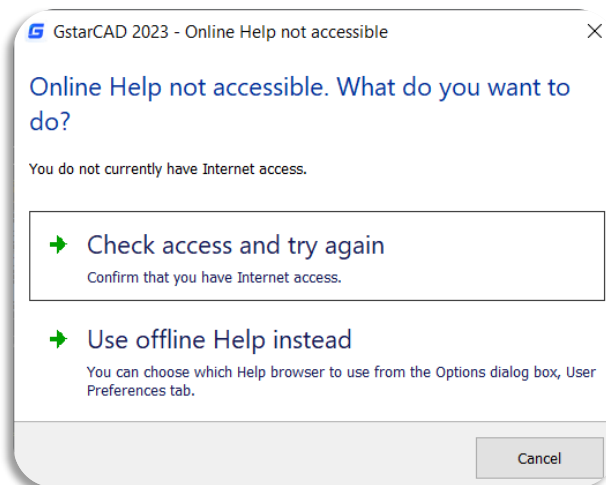 GstarCAD 2023 - Online Help not accessible
Online Help not accessible. What do you want to
do?
You do not currently have Internet access.
Check access and try again
Confirm that you have Internet access.
Use offline Help instead
You can choose which Help browser to use from the Options dialog box, User
Preferences tab.
Cancel